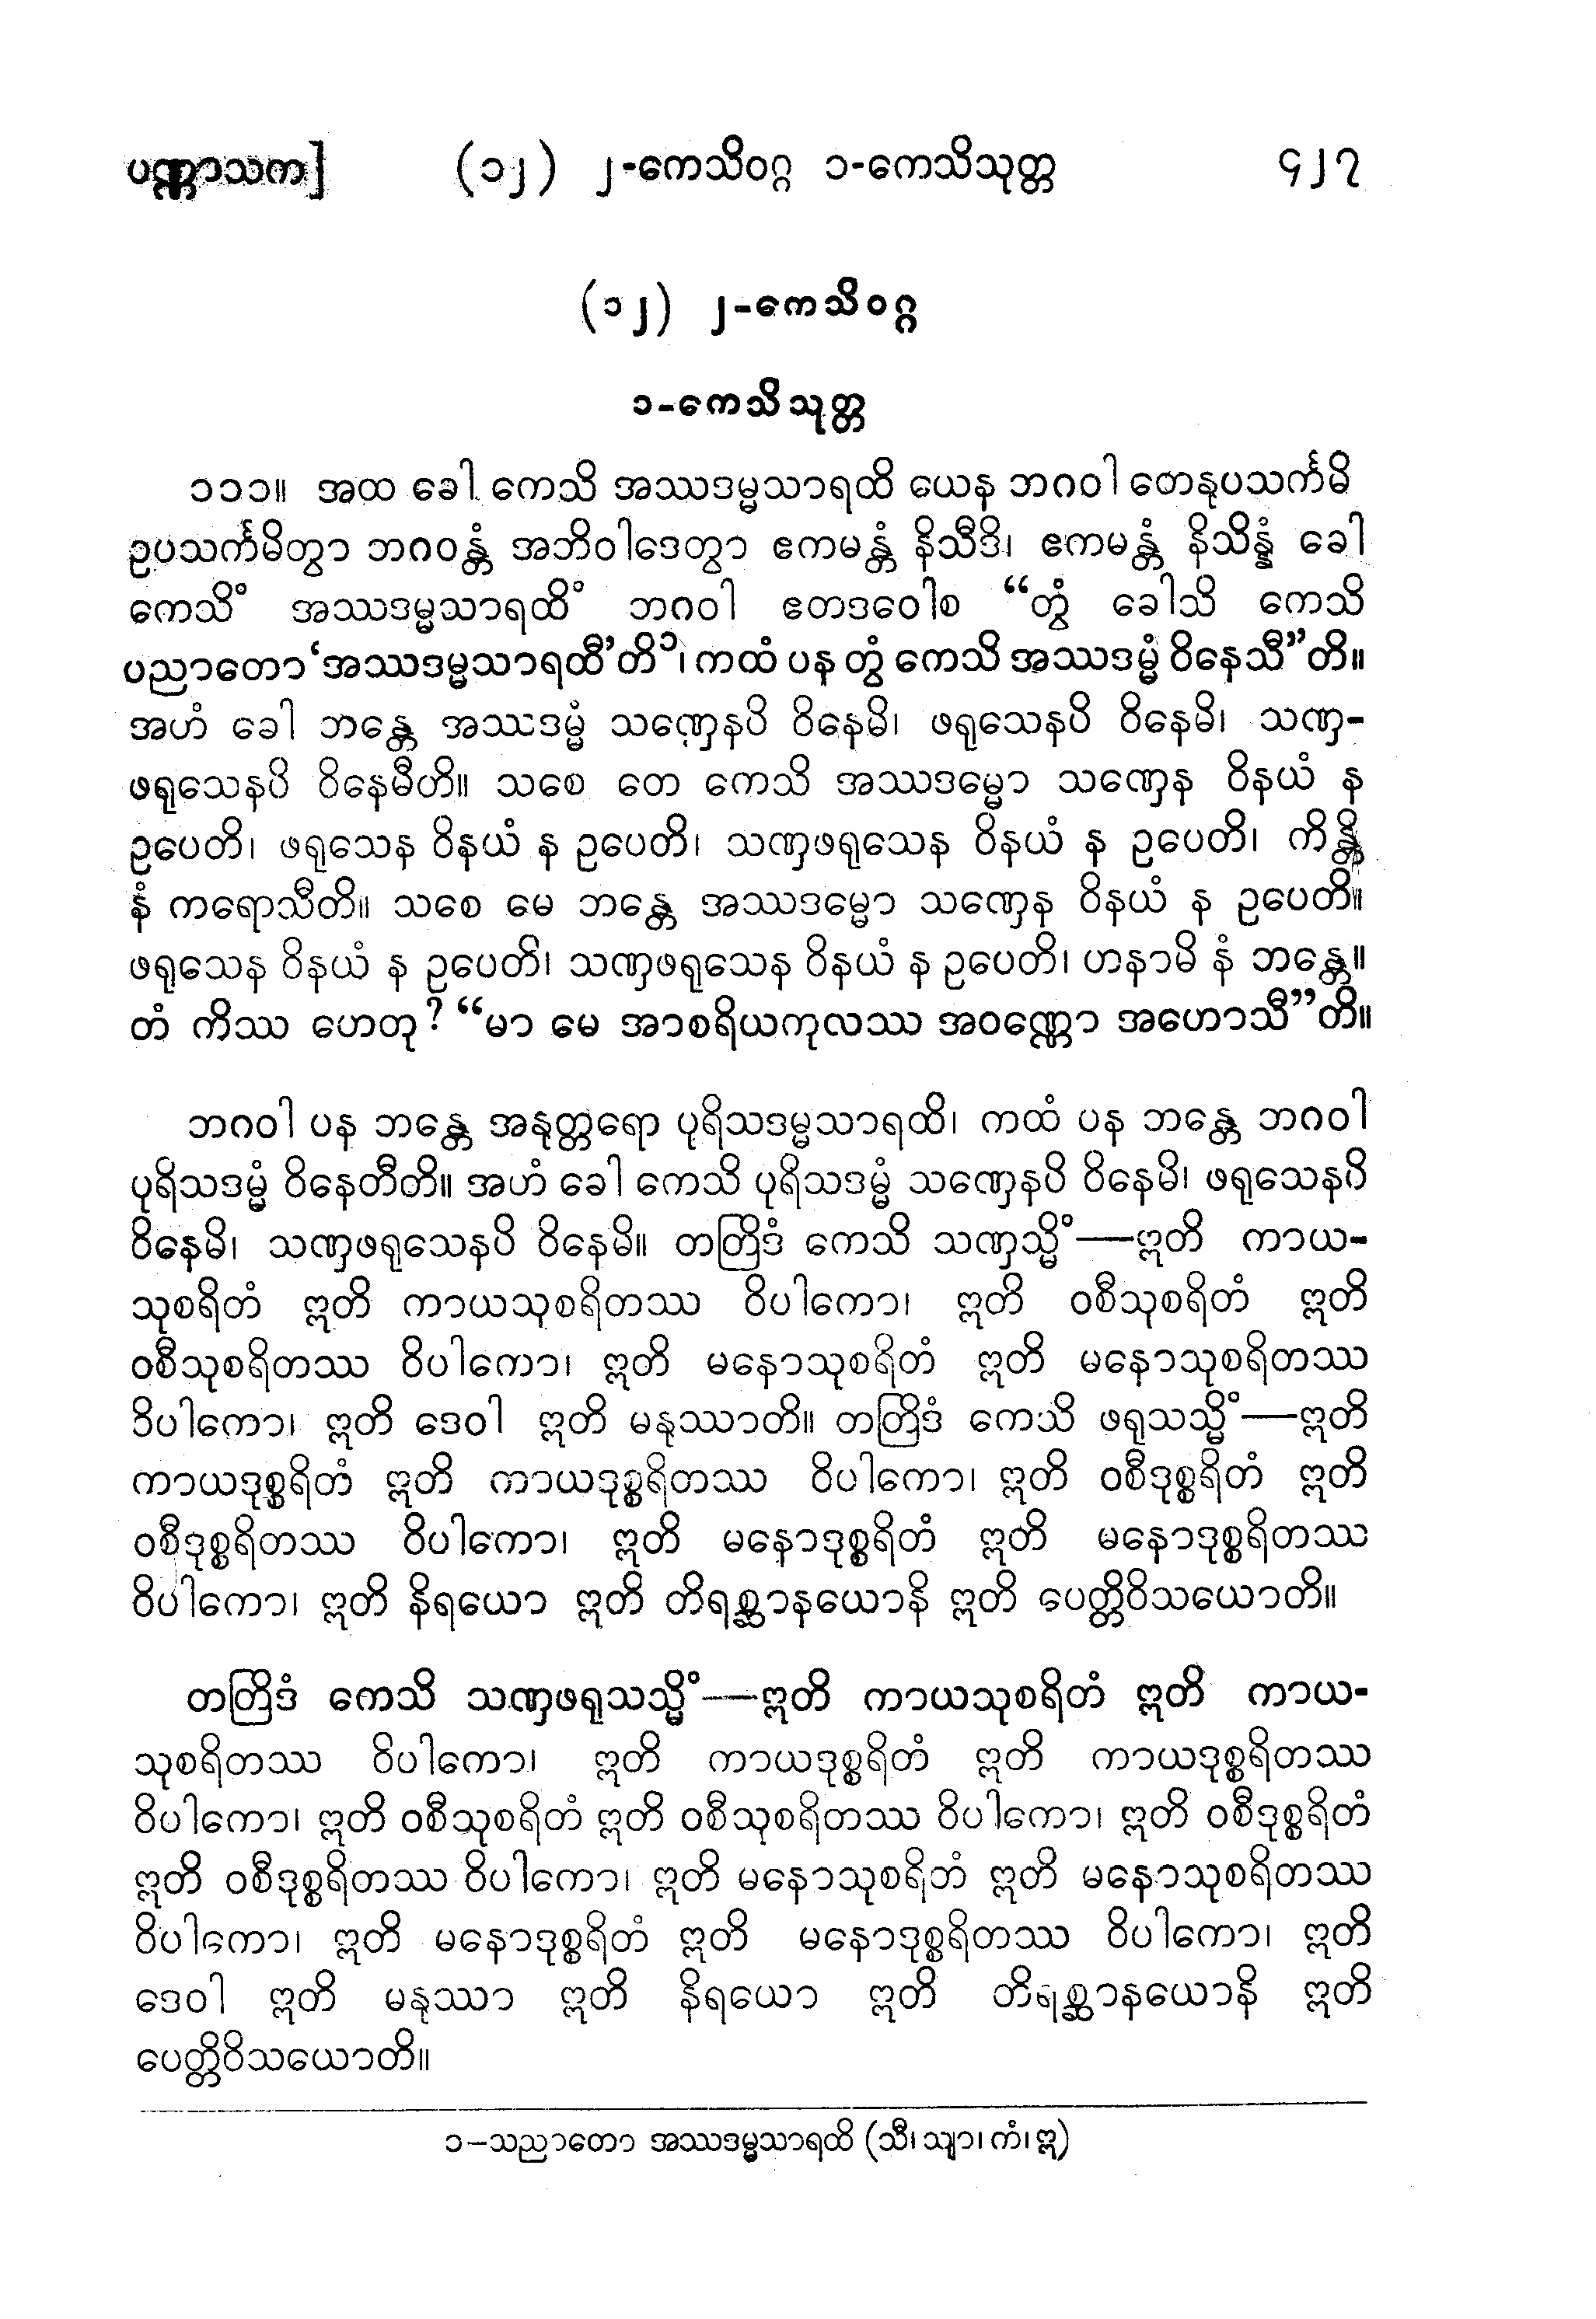 ပဏ္ဏာသက] (၁၂) ၂-ကေသိဝဂ္ဂ ၁-ကေသိသုတ္တ ၄၂၇
(၁၂) ၂-ကေသိဝဂ္ဂ
၁-ကေသိသုတ္တ
၁၁၁။ အထ ခေါ ကေသိ အဿဒမ္မသာရထိ ယေန ဘဂဝါ တေနုပသင်္ကမိ
ဥပသင်္ကမိတွာ ဘဂဝန္တံ အဘိဝါဒေတွာ ဧကမန္တံ နိသီဒိ၊ ဧကမန္တံ နိသိန္နံ ခေါ
ကေသိံ အဿဒမ္မသာရထိံ ဘဂဝါ ဧတဒဝေါစ “တွံ ခေါသိ ကေသိ
ပညာတော ‘အဿဒမ္မသာရထီ’တိ၁၊ ကထံ ပန တွံ ကေသိ အဿဒမ္မံ ဝိနေသီ”တိ။
အဟံ ခေါ ဘန္တေ အဿဒမ္မံ သဏှေနပိ ဝိနေမိ၊ ဖရုသေနပိ ဝိနေမိ၊ သဏှ-
ဖရုသေနပိ ဝိနေမီတိ။ သစေ တေ ကေသိ အဿဒမ္မော သဏှေန ဝိနယံ န
ဥပေတိ၊ ဖရုသေန ဝိနယံ န ဥပေတိ၊ သဏှဖရုသေန ဝိနယံ န ဥပေတိ၊ ကိန္တိ
နံ ကရောသီတိ။ သစေ မေ ဘန္တေ အဿဒမ္မော သဏှေန ဝိနယံ န ဥပေတိ။
ဖရုသေန ဝိနယံ န ဥပေတိ၊ သဏှဖရုသေန ဝိနယံ န ဥပေတိ၊ ဟနာမိ နံ ဘန္တေ။
တံ ကိဿ ဟေတု? “မာ မေ အာစရိယကုလဿ အဝဏ္ဏော အဟောသီ”တိ။
ဘဂဝါ ပန ဘန္တေ အနုတ္တရော ပုရိသဒမ္မသာရထိ၊ ကထံ ပန ဘန္တေ ဘဂဝါ
ပုရိသဒမ္မံ ဝိနေတီတိ။ အဟံ ခေါ ကေသိ ပုရိသဒမ္မံ သဏှေနပိ ဝိနေမိ၊ ဖရုသေနပိ
ဝိနေမိ၊ သဏှဖရုသေနပိ ဝိနေမိ။ တတြိဒံ ကေသိ သဏှသ္မိံ—ဣတိ ကာယ-
သုစရိတံ ဣတိ ကာယသုစရိတဿ ဝိပါကော၊ ဣတိ ဝစီသုစရိတံ ဣတိ
ဝစီသုစရိတဿ ဝိပါကော၊ ဣတိ မနောသုစရိတံ ဣတိ မနောသုစရိတဿ
ဝိပါကော၊ ဣတိ ဒေဝါ ဣတိ မနုဿာတိ။ တတြိဒံ ကေသိ ဖရုသသ္မိံ—ဣတိ
ကာယဒုစ္စရိတံ ဣတိ ကာယဒုစ္စရိတဿ ဝိပါကော၊ ဣတိ ဝစီဒုစ္စရိတံ ဣတိ
ဝစီဒုစ္စရိတဿ ဝိပါကော၊ ဣတိ မနောဒုစ္စရိတံ ဣတိ မနောဒုစ္စရိတဿ
ဝိပါကော၊ ဣတိ နိရယော ဣတိ တိရစ္ဆာနယောနိ ဣတိ ပေတ္တိဝိသယောတိ။
တတြိဒံ ကေသိ သဏှဖရုသသ္မိံ—ဣတိ ကာယသုစရိတံ ဣတိ ကာယ-
သုစရိတဿ ဝိပါကော၊ ဣတိ ကာယဒုစ္စရိတံ ဣတိ ကာယဒုစ္စရိတဿ
ဝိပါကော၊ ဣတိ ဝစီသုစရိတံ ဣတိ ဝစီသုစရိတဿ ဝိပါကော၊ ဣတိ ဝစီဒုစ္စရိတံ
ဣတိ ဝစီဒုစ္စရိတဿ ဝိပါကော၊ ဣတိ မနောသုစရိတံ ဣတိ မနောသုစရိတဿ
ဝိပါကော၊ ဣတိ မနောဒုစ္စရိတံ ဣတိ မနောဒုစ္စရိတဿ ဝိပါကော၊ ဣတိ
ဒေဝါ ဣတိ မနုဿာ ဣတိ နိရယော ဣတိ တိရစ္ဆာနယောနိ ဣတိ
ပေတ္တိဝိသယောတိ။
၁–သညာတော အဿဒမ္မသာရထိ (သီ၊ သျာ၊ ကံ၊ ဣ)